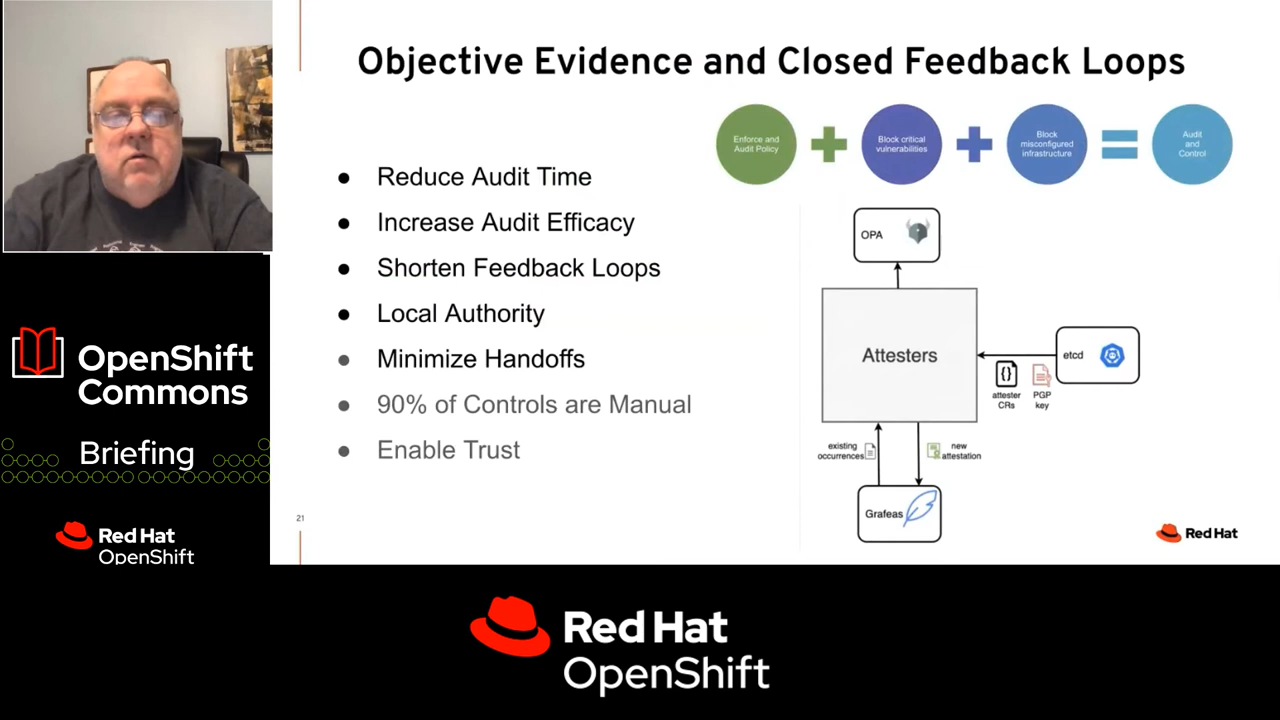 Objective Evidence and Closed Feedback Loops
Enforce and
Audit Policy
Block critical
vulnerabilities
Block
misconfigured
infrastructure
Audit
and
Control
Reduce Audit Time
Increase Audit Efficacy
Shorten Feedback Loops
Local Authority
Minimize Handoffs
90% of Controls are Manual
Enable Trust
OPA
Attesters
etcd
{}
attester
CRs
PGP
key
existing
occurrences
new
attestation
Grafeas
21
Red Hat
OpenShift
Commons
Briefing
Red Hat
OpenShift
Red Hat
OpenShift